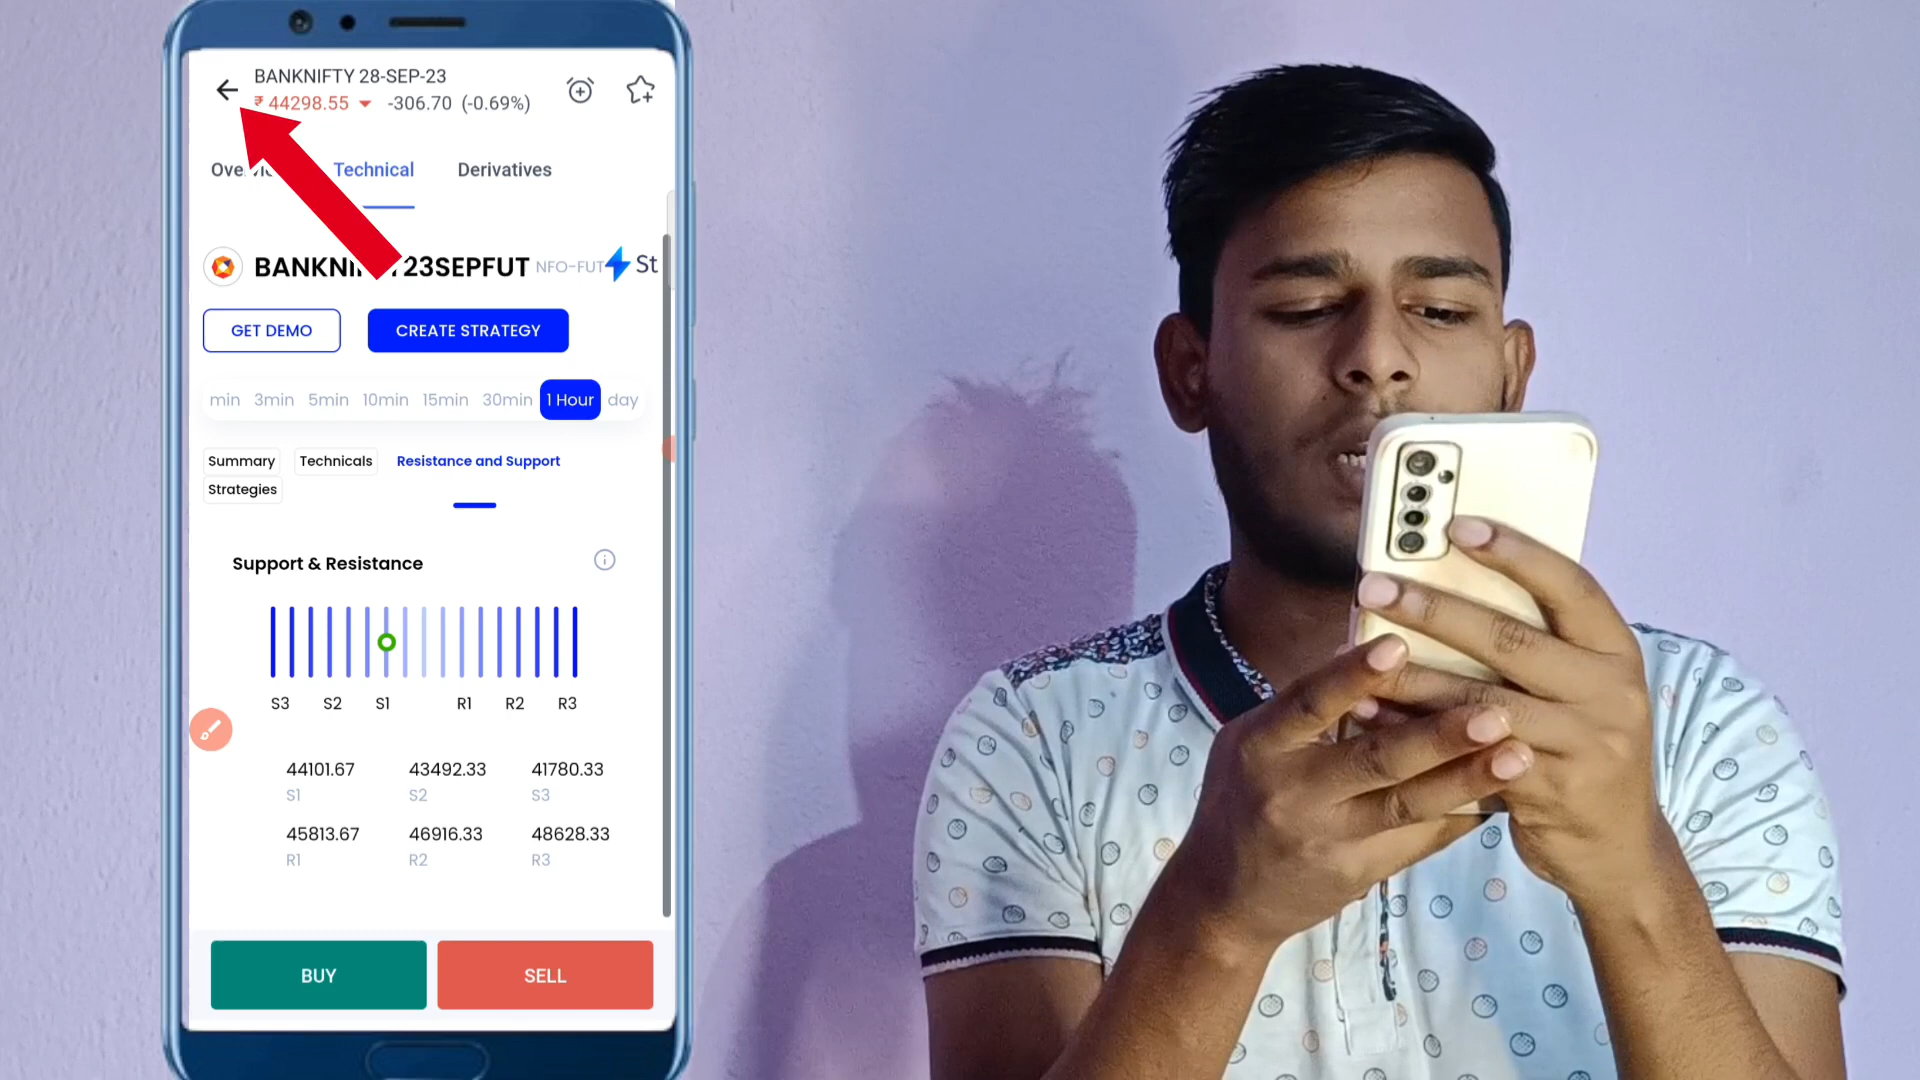 BANKNIFTY 28-SEP-23
₹ 44298.55 ▼ -306.70 (-0.69%)
Technical Derivatives
NFO-FUT St
GET DEMO CREATE STRATEGY
min 3min 5min 10min 15min 30min 1 Hour day
Summary Technicals Resistance and Support
Strategies
Support & Resistance
S3 S2 S1 R1 R2 R3
44101.67 43492.33 41780.33
S1 S2 S3
45813.67 46916.33 48628.33
R1 R2 R3
BUY SELL